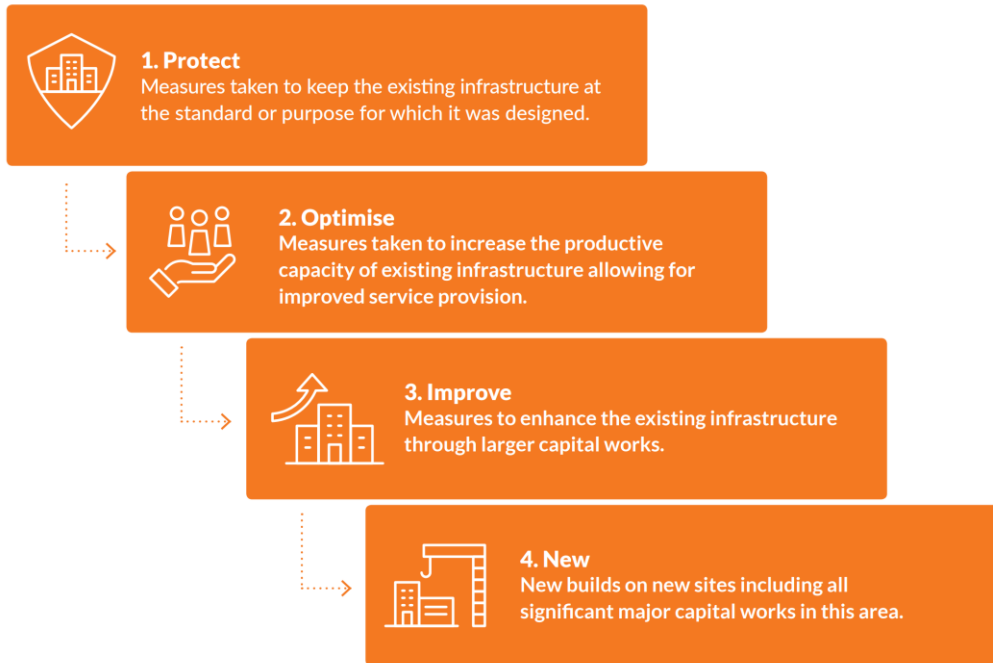 1. Protect
Measures taken to keep the existing infrastructure at
the standard or purpose for which it was designed.
2. Optimise
Measures taken to increase the productive
capacity of existing infrastructure allowing for
improved service provision.
3. Improve
Measures to enhance the existing infrastructure
through larger capital works.
4. New
New builds on new sites including all
significant major capital works in this area.